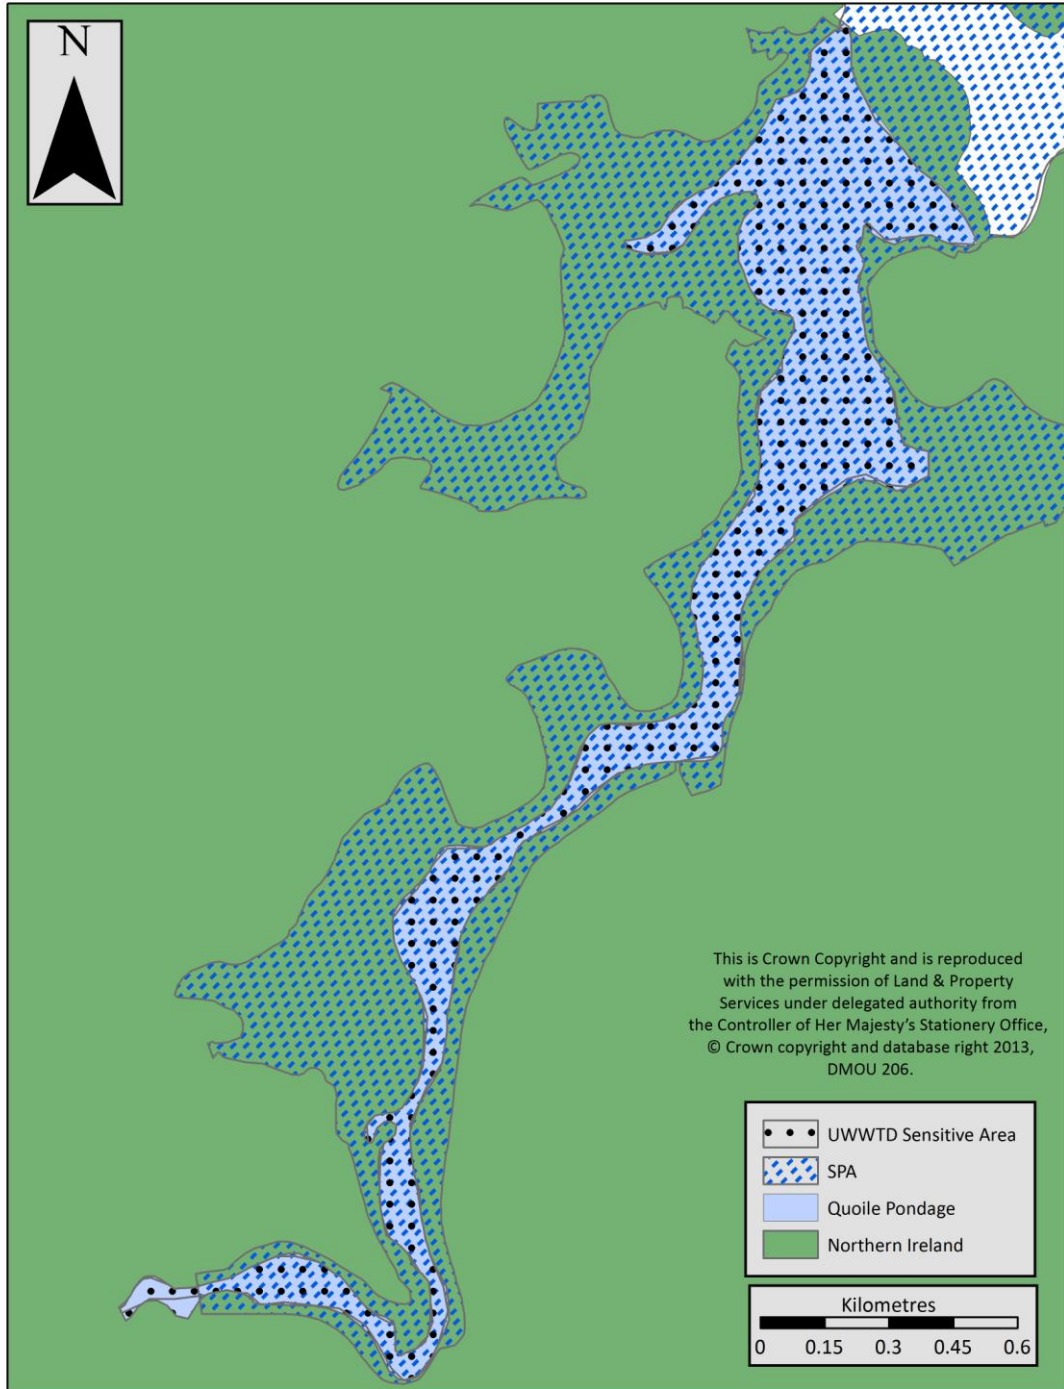 N
This is Crown Copyright and is reproduced
with the permission of Land & Property
Services under delegated authority from
the Controller of Her Majesty's Stationery Office,
© Crown copyright and database right 2013,
DMOU 206.
UWWTD Sensitive Area
SPA
Quoile Pondage
Northern Ireland
Kilometres
0 0.15 0.3 0.45 0.6